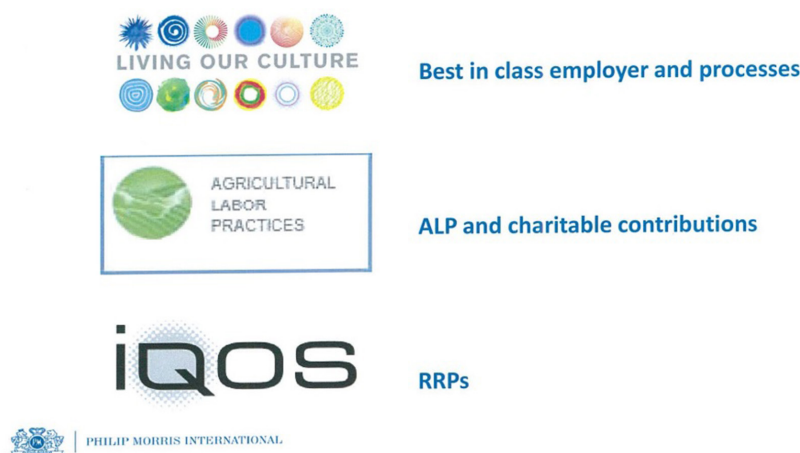 LIVING OUR CULTURE
Best in class employer and processes
AGRICULTURAL
LABOR
PRACTICES
ALP and charitable contributions
iQOS
RRPs
PHILIP MORRIS INTERNATIONAL